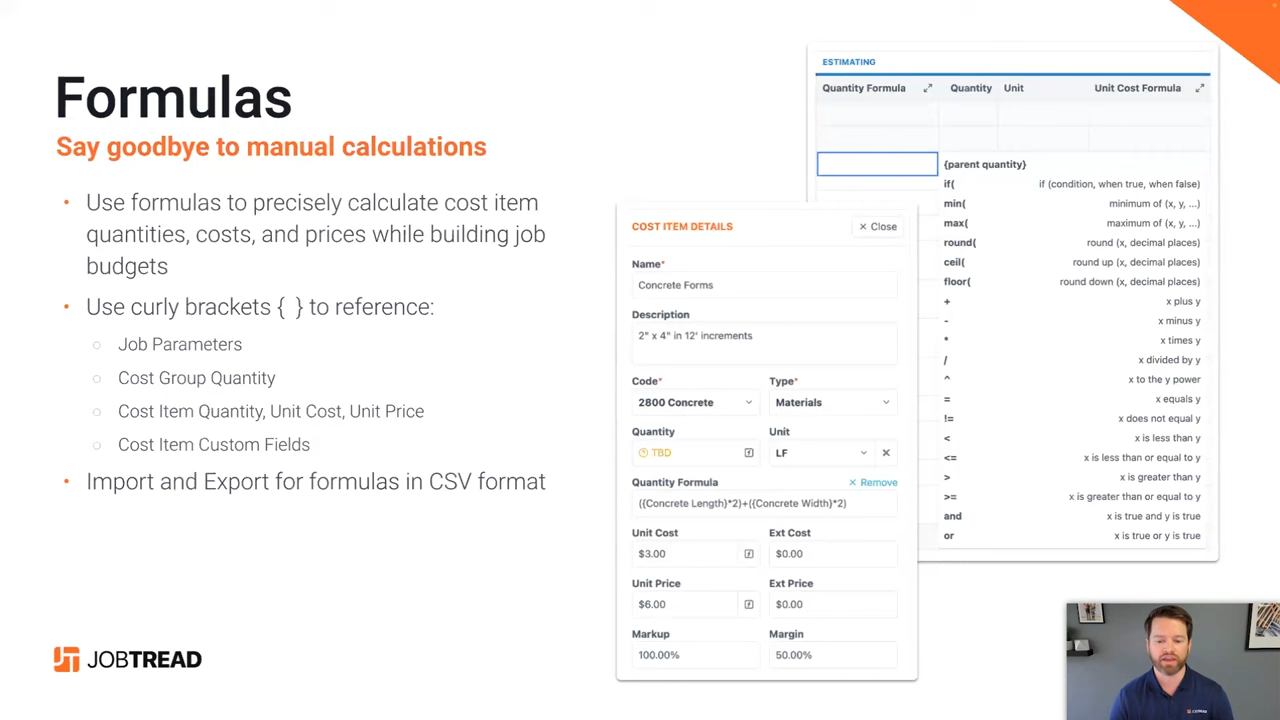 Formulas
Say goodbye to manual calculations
• Use formulas to precisely calculate cost item
quantities, costs, and prices while building job
budgets
• Use curly brackets { } to reference:
○ Job Parameters
○ Cost Group Quantity
○ Cost Item Quantity, Unit Cost, Unit Price
○ Cost Item Custom Fields
• Import and Export for formulas in CSV format
JOBTREAD
COST ITEM DETAILS
× Close
Name*
Concrete Forms
Description
2" x 4" in 12' increments
Code* Type*
2800 Concrete Materials
Quantity Unit
TBD LF ×
Quantity Formula × Remove
({Concrete Length}*2)+({Concrete Width}*2)
Unit Cost Ext Cost
$3.00 $0.00
Unit Price Ext Price
$6.00 $0.00
Markup Margin
100.00% 50.00%
ESTIMATING
Quantity Formula Quantity Unit Unit Cost Formula
{parent quantity}
if( if (condition, when true, when false)
min( minimum of (x, y, ...)
max( maximum of (x, y, ...)
round( round (x, decimal places)
ceil( round up (x, decimal places)
floor( round down (x, decimal places)
+ x plus y
- x minus y
* x times y
/ x divided by y
^ x to the y power
= x equals y
!= x does not equal y
< x is less than y
<= x is less than or equal to y
> x is greater than y
>= x is greater than or equal to y
and x is true and y is true
or x is true or y is true